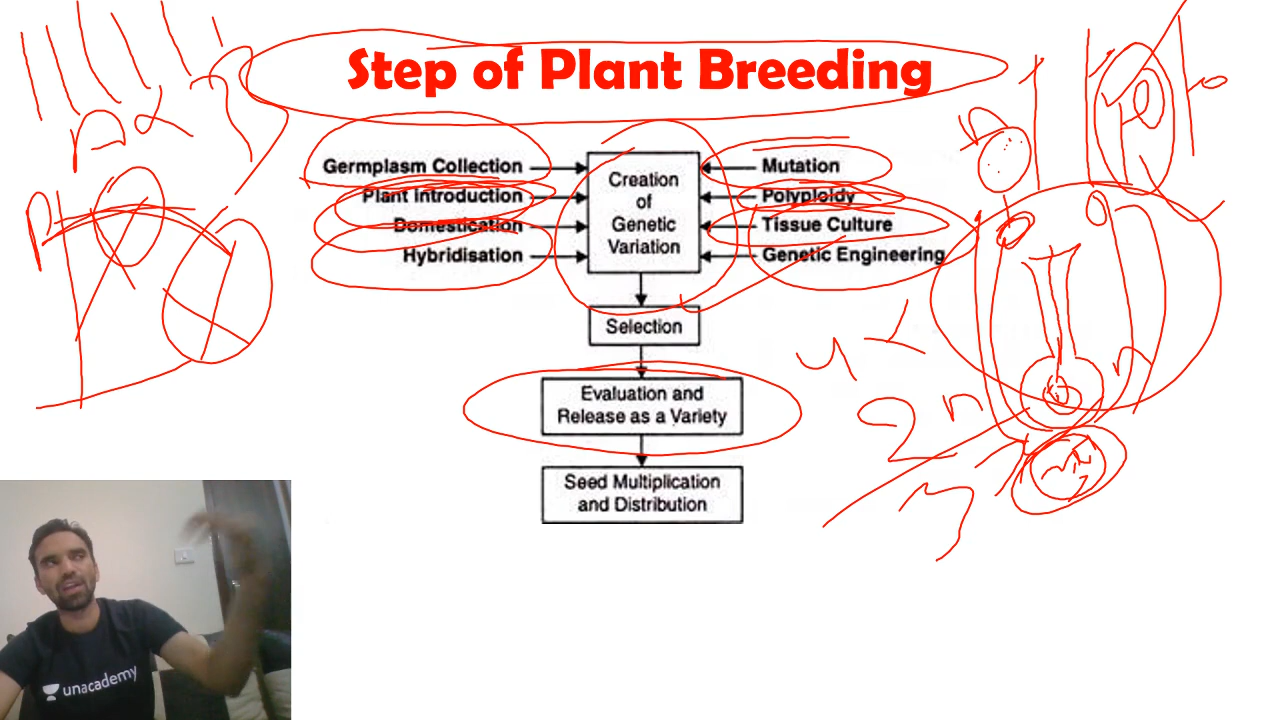 Step of Plant Breeding
Germplasm Collection
Plant Introduction
Domestication
Hybridisation
Creation
of
Genetic
Variation
Mutation
Polyploidy
Tissue Culture
Genetic Engineering
Selection
Evaluation and
Release as a Variety
Seed Multiplication
and Distribution
2n
unacademy